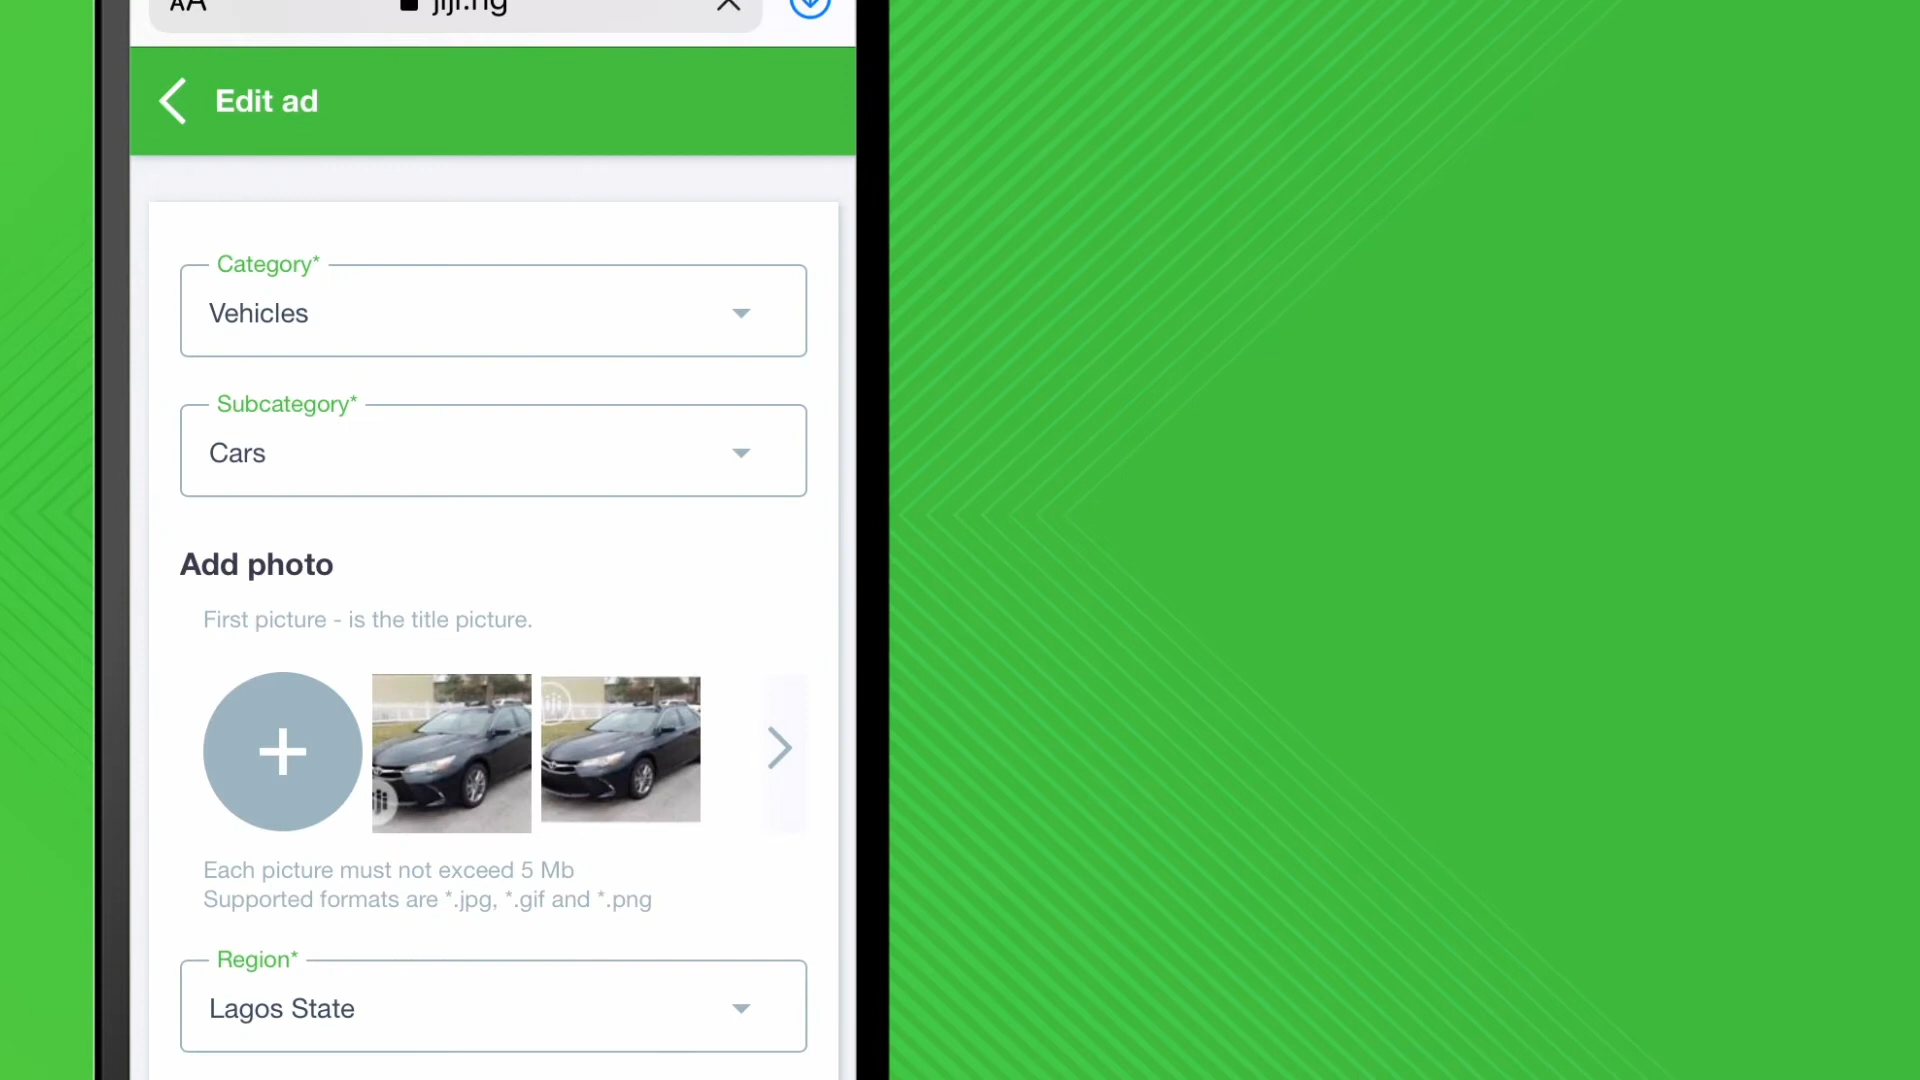 AA jiji.ng
Edit ad
Category*
Vehicles
Subcategory*
Cars
Add photo
First picture - is the title picture.
Each picture must not exceed 5 Mb
Supported formats are *.jpg, *.gif and *.png
Region*
Lagos State